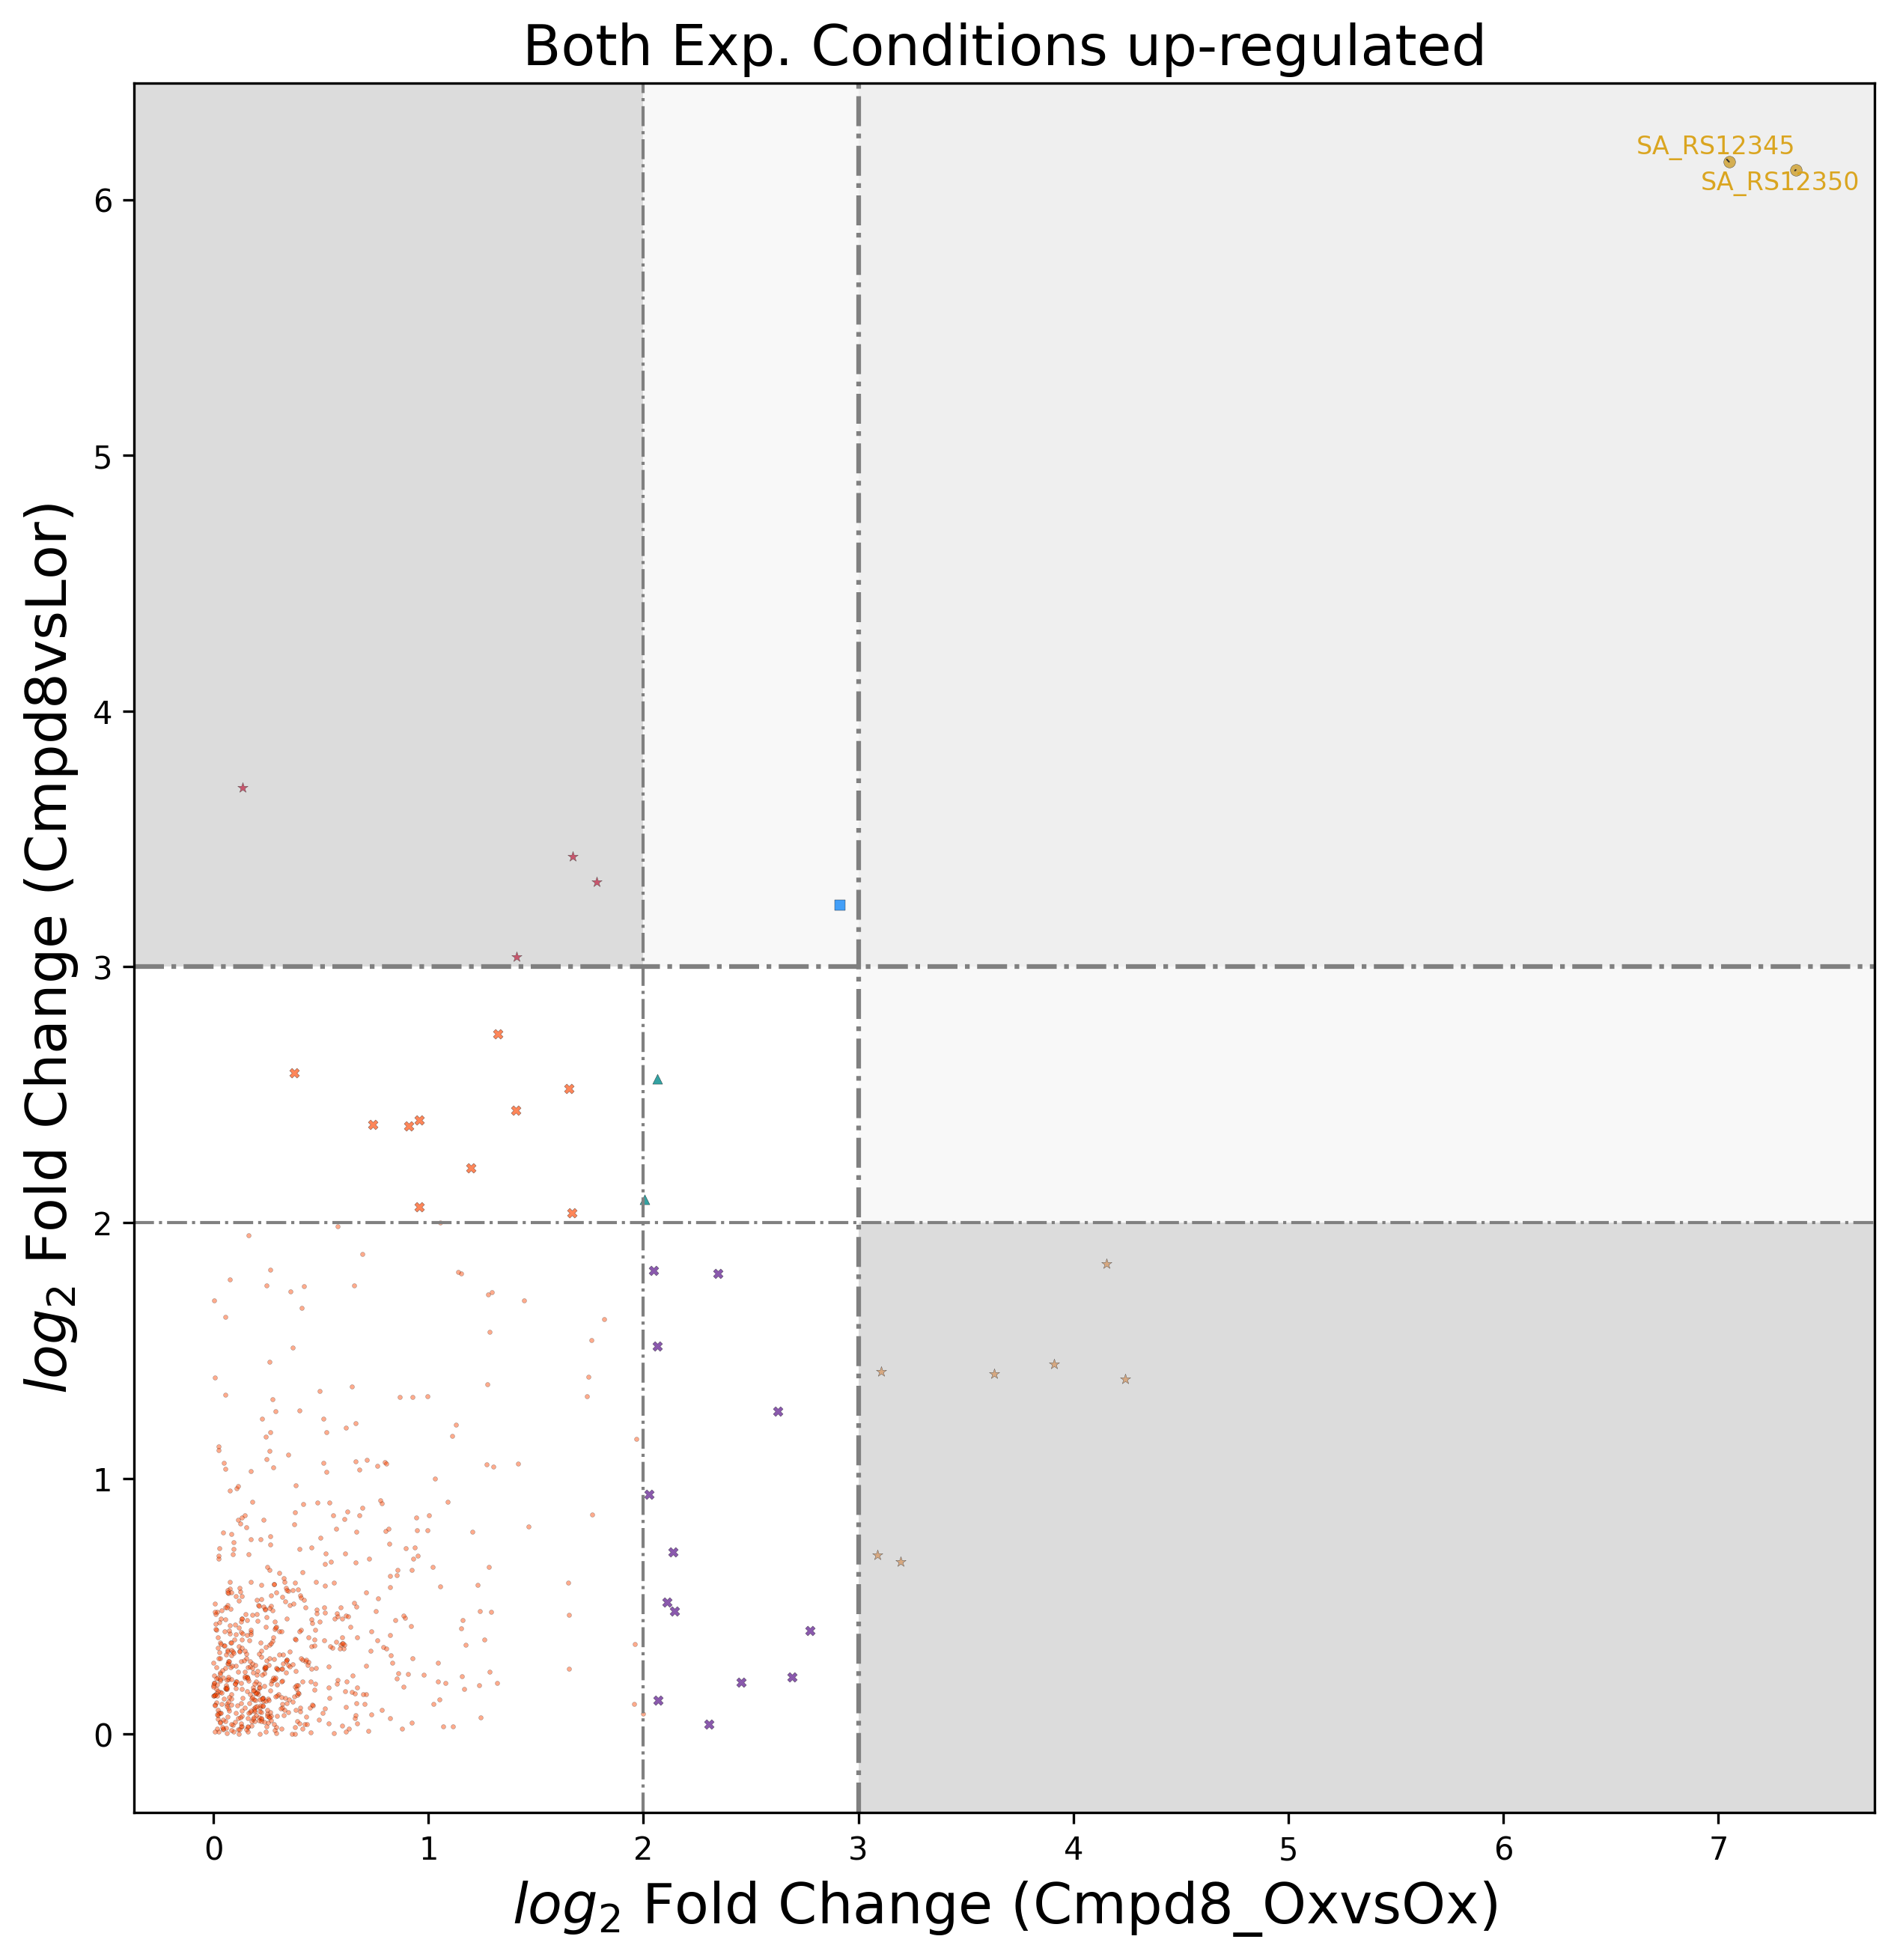 Both Exp. Conditions up-regulated
SA_RS12345
SA_RS12350
6
5
4
3
2
1
0
log2 Fold Change (Cmpd8vsLor)
0 1 2 3 4 5 6 7
log2 Fold Change (Cmpd8_OxvsOx)